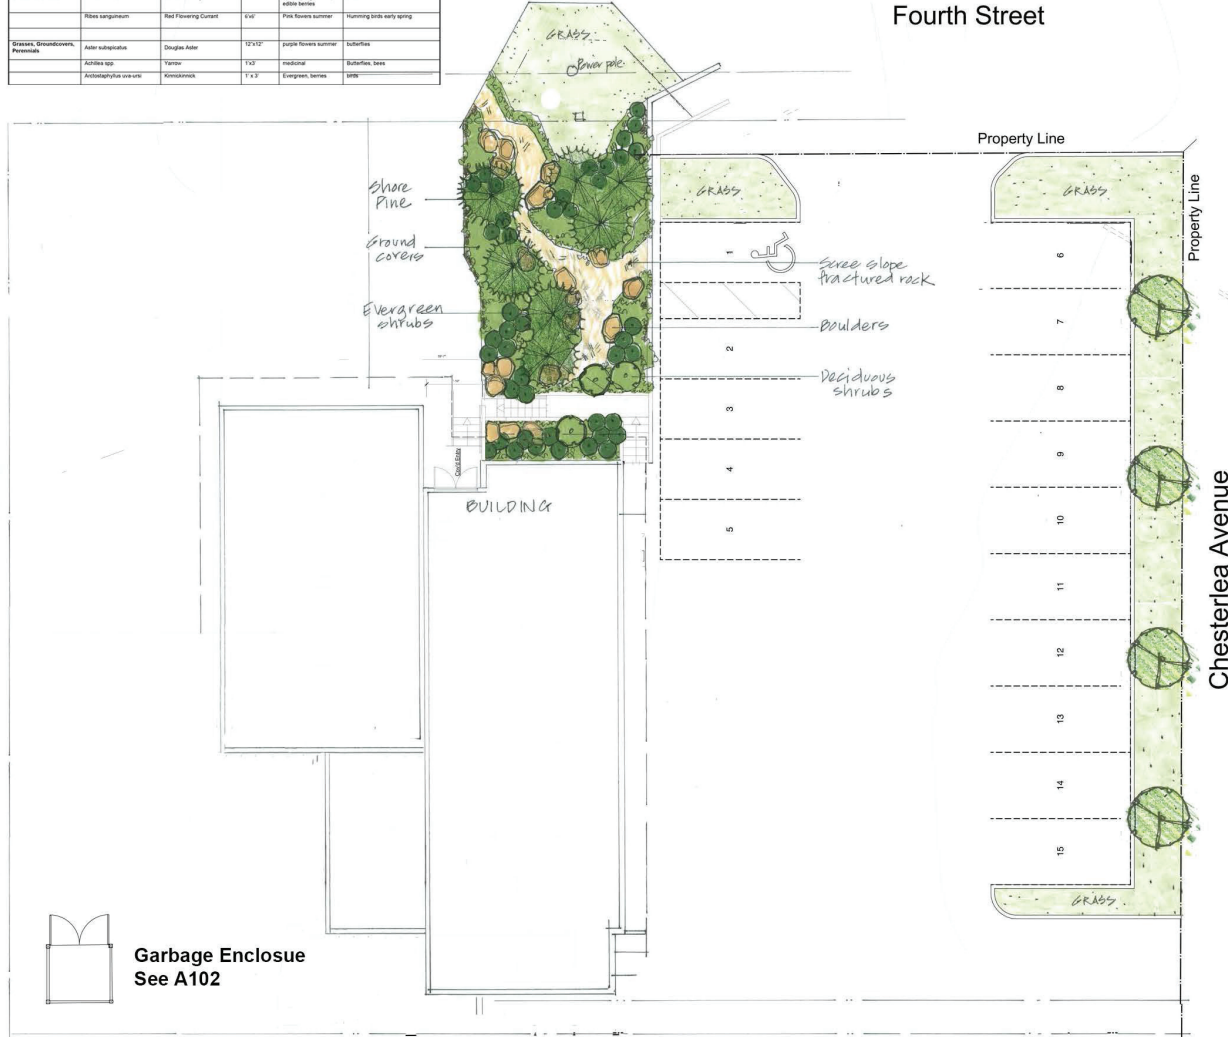 edible berries
Ribes sanguineum Red Flowering Currant 6'x6' Pink flowers summer Humming birds early spring
Grasses, Groundcovers, Perennials Aster subspicatus Douglas Aster 12"x12" purple flowers summer butterflies
Achillea spp. Yarrow 1'x3' medicinal Butterflies, bees
Arctostaphyllus uva-ursi Kinnickinnick 1' x 3' Evergreen, berries birds
Fourth Street
GRASS
Power pole
Property Line
Property Line
GRASS
GRASS
Shore
Pine
Ground
covers
Evergreen
shrubs
Scree slope
fractured rock
Boulders
Deciduous
shrubs
1
2
3
4
5
6
7
8
9
10
11
12
13
14
15
Cov'd Entry
BUILDING
Chesterlea Avenue
GRASS
Garbage Enclosue
See A102